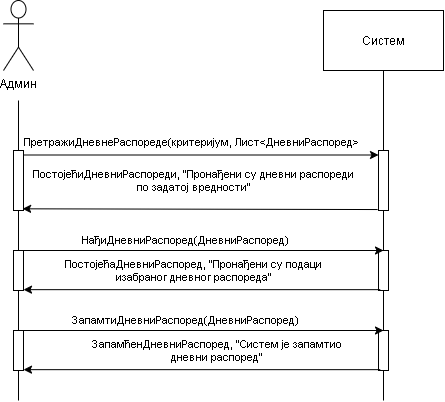 Систем
Админ
ПретражиДневнеРаспореде(критеријум, Лист<ДневниРаспоред>
ПостојећиДневниРаспореди, "Пронађени су дневни распореди
по задатој вредности"
НађиДневниРаспоред(ДневниРаспоред)
ПостојећаДневниРаспоред, "Пронађени су подаци
изабраног дневног распореда"
ЗапамтиДневниРаспоред(ДневниРаспоред)
ЗапамћенДневниРаспоред, "Систем је запамтио
дневни распоред"